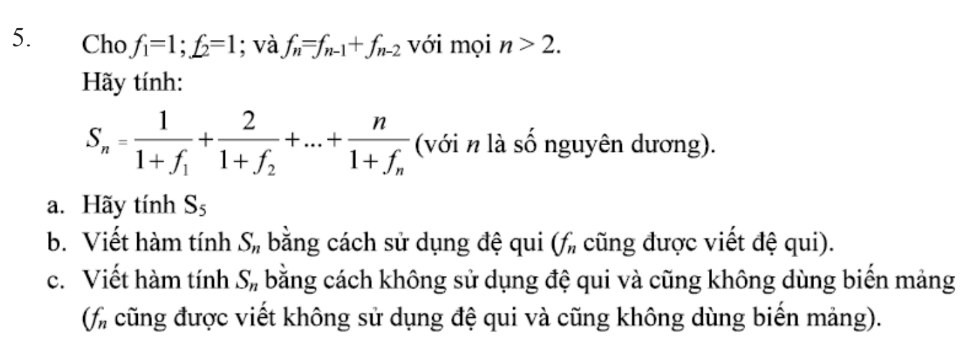 5. Cho f₁=1; f₂=1; và fₙ=fₙ₋₁+ fₙ₋₂ với mọi n > 2.
Hãy tính:
Sₙ = 1/(1+f₁) + 2/(1+f₂) +...+ n/(1+fₙ) (với n là số nguyên dương).
a. Hãy tính S₅
b. Viết hàm tính Sₙ bằng cách sử dụng đệ qui (fₙ cũng được viết đệ qui).
c. Viết hàm tính Sₙ bằng cách không sử dụng đệ qui và cũng không dùng biến mảng
(fₙ cũng được viết không sử dụng đệ qui và cũng không dùng biến mảng).